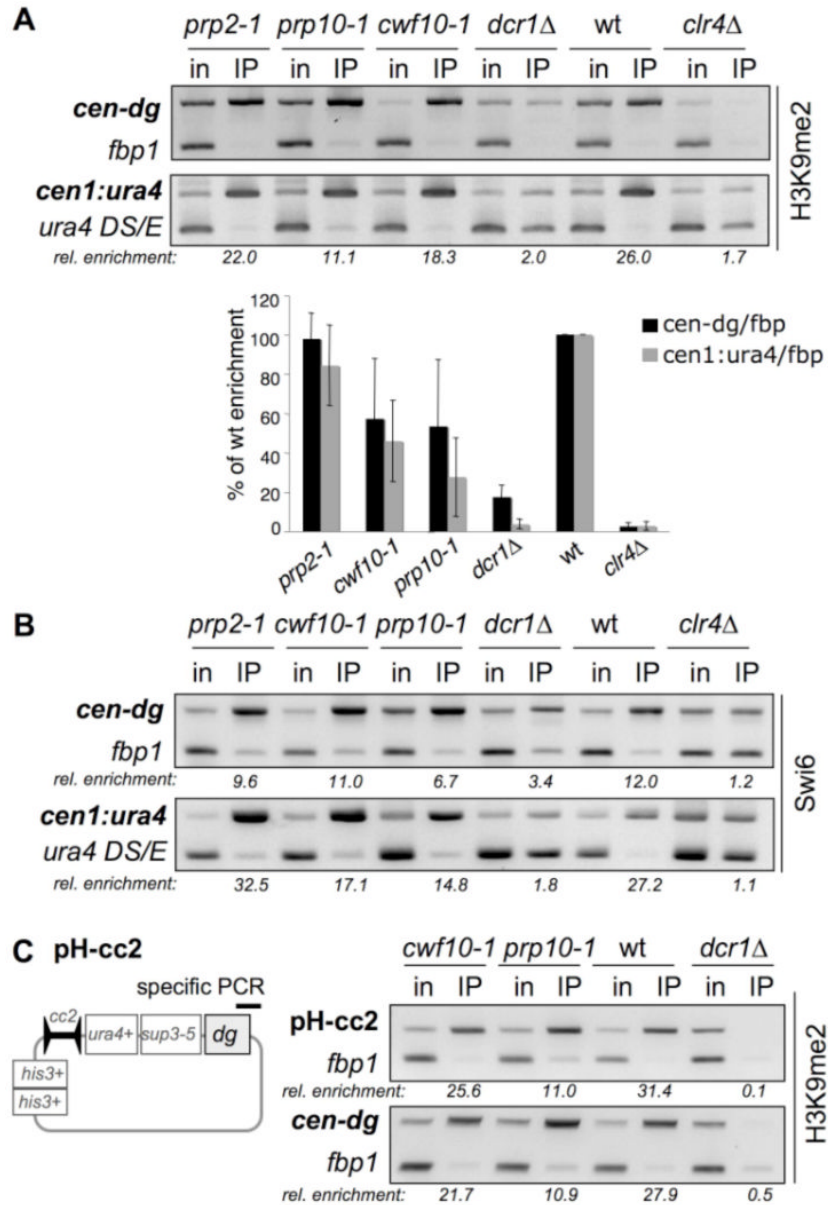 A
prp2-1 prp10-1 cwf10-1 dcr1Δ wt clr4Δ
in IP in IP in IP in IP in IP in IP
cen-dg
fbp1
cen1:ura4
ura4 DS/E
rel. enrichment: 22.0 11.1 18.3 2.0 26.0 1.7
H3K9me2
120
100
80
60
40
20
0
% of wt enrichment
cen-dg/fbp
cen1:ura4/fbp
prp2-1 cwf10-1 prp10-1 dcr1Δ wt clr4Δ
B
prp2-1 cwf10-1 prp10-1 dcr1Δ wt clr4Δ
in IP in IP in IP in IP in IP in IP
cen-dg
fbp1
rel. enrichment: 9.6 11.0 6.7 3.4 12.0 1.2
cen1:ura4
ura4 DS/E
rel. enrichment: 32.5 17.1 14.8 1.8 27.2 1.1
Swi6
C pH-cc2
specific PCR
cc2
ura4+ sup3-5 dg
his3+
his3+
cwf10-1 prp10-1 wt dcr1Δ
in IP in IP in IP in IP
pH-cc2
fbp1
rel. enrichment: 25.6 11.0 31.4 0.1
cen-dg
fbp1
rel. enrichment: 21.7 10.9 27.9 0.5
H3K9me2